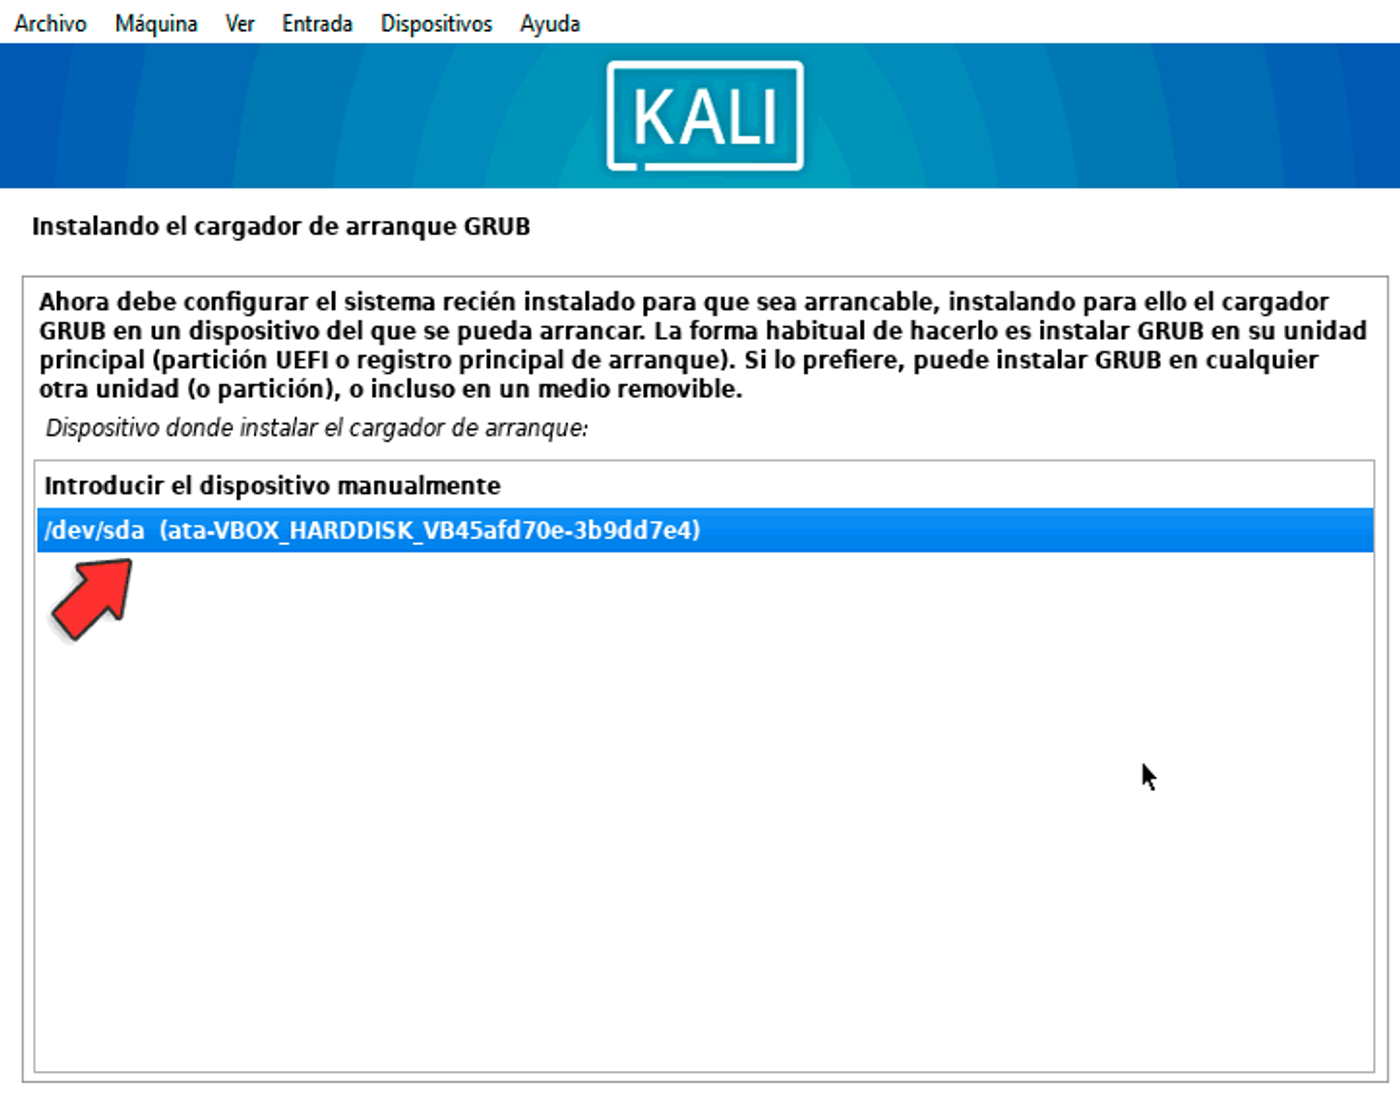 Archivo Máquina Ver Entrada Dispositivos Ayuda
KALI
Instalando el cargador de arranque GRUB
Ahora debe configurar el sistema recién instalado para que sea arrancable, instalando para ello el cargador
GRUB en un dispositivo del que se pueda arrancar. La forma habitual de hacerlo es instalar GRUB en su unidad
principal (partición UEFI o registro principal de arranque). Si lo prefiere, puede instalar GRUB en cualquier
otra unidad (o partición), o incluso en un medio removible.
Dispositivo donde instalar el cargador de arranque:
Introducir el dispositivo manualmente
/dev/sda (ata-VBOX_HARDDISK_VB45afd70e-3b9dd7e4)